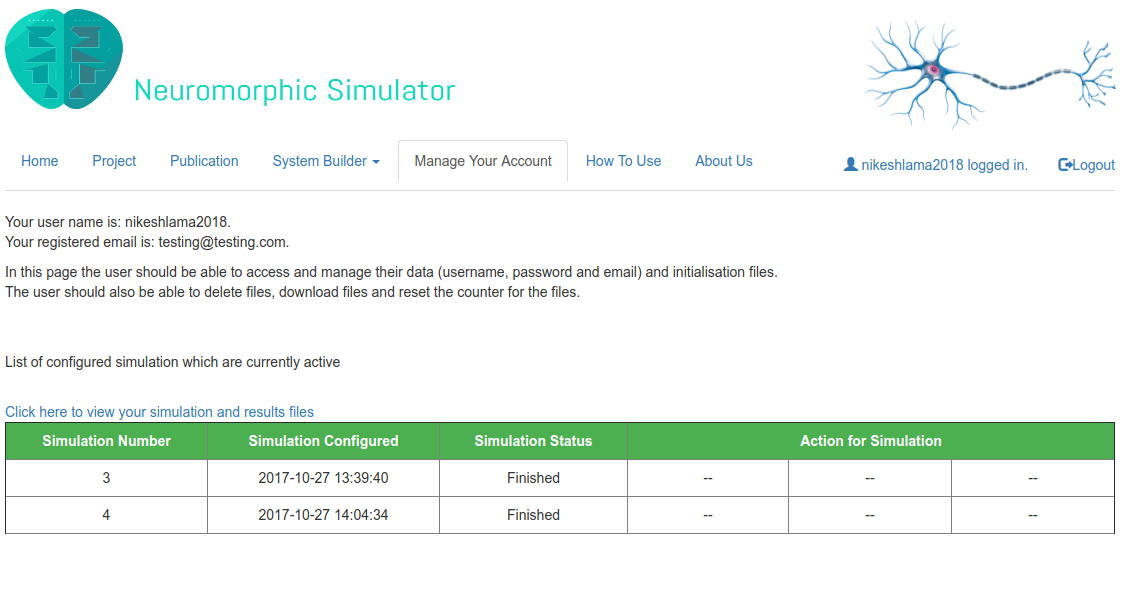 Neuromorphic Simulator
Home Project Publication System Builder Manage Your Account How To Use About Us nikeshlama2018 logged in. Logout
Your user name is: nikeshlama2018.
Your registered email is: testing@testing.com.
In this page the user should be able to access and manage their data (username, password and email) and initialisation files.
The user should also be able to delete files, download files and reset the counter for the files.
List of configured simulation which are currently active
Click here to view your simulation and results files
Simulation Number Simulation Configured Simulation Status Action for Simulation
3 2017-10-27 13:39:40 Finished -- -- --
4 2017-10-27 14:04:34 Finished -- -- --